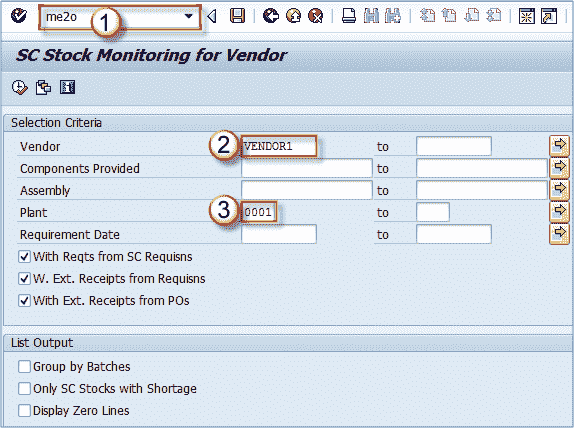 me2o
1
SC Stock Monitoring for Vendor
Selection Criteria
Vendor 2 VENDOR1 to
Components Provided to
Assembly to
Plant 3 0001 to
Requirement Date to
With Reqts from SC Requisns
W. Ext. Receipts from Requisns
With Ext. Receipts from POs
List Output
Group by Batches
Only SC Stocks with Shortage
Display Zero Lines